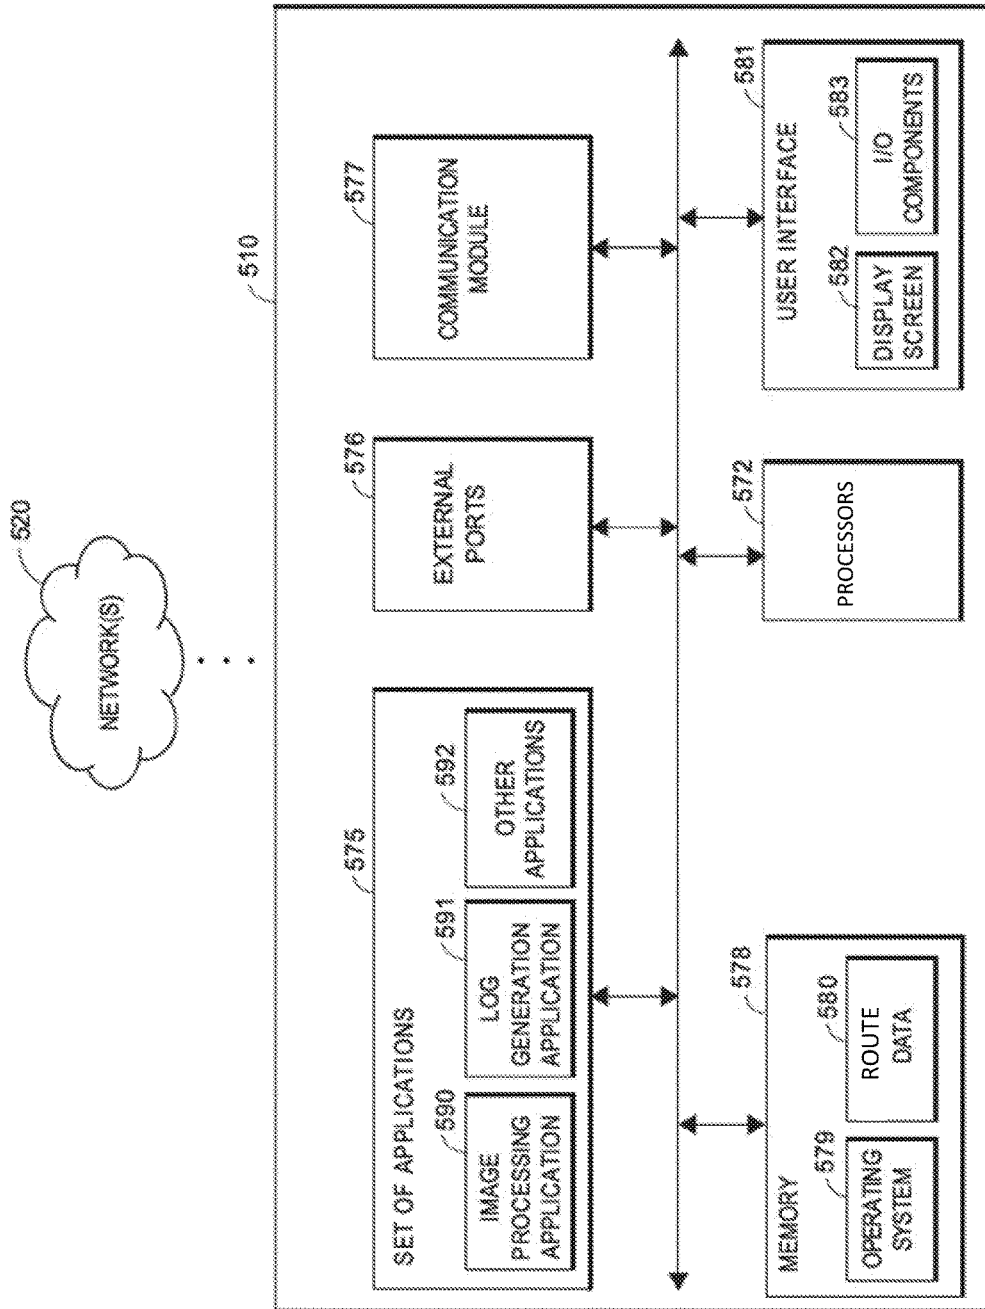 520
NETWORK(S)
. . .
510
575
SET OF APPLICATIONS
590
IMAGE
PROCESSING
APPLICATION
591
LOG
GENERATION
APPLICATION
592
OTHER
APPLICATIONS
576
EXTERNAL
PORTS
577
COMMUNICATION
MODULE
578
MEMORY
579
OPERATING
SYSTEM
580
ROUTE
DATA
572
PROCESSORS
581
USER INTERFACE
582
DISPLAY
SCREEN
583
I/O
COMPONENTS